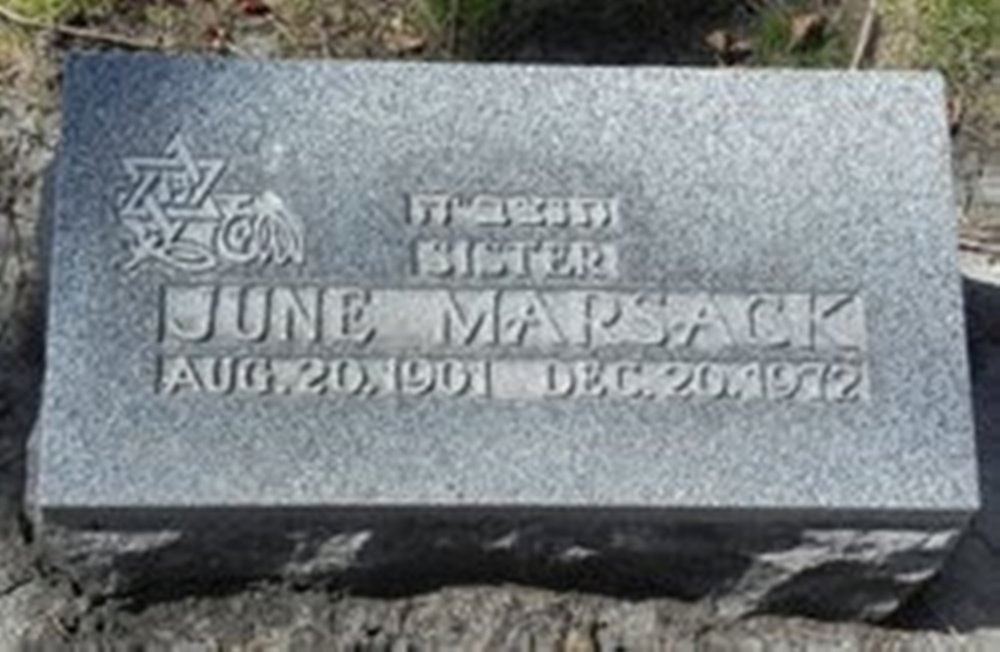 ת נ צ ב ״ ה
SISTER
JUNE MARSACK
AUG. 20, 1901 DEC. 20, 1972